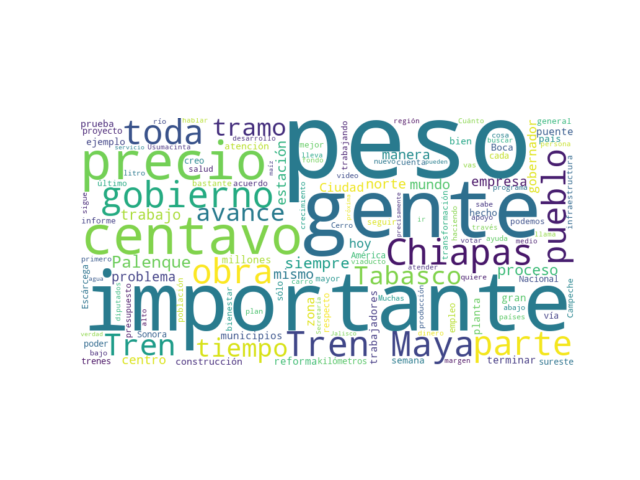 prueba río hablar peso región Cuánto general
proyecto toda tramo trabajando mejor cosa buscar puente persona
ejemplo Usumacinta desarrollo lleva manera bien Boca país
servicio precio creo atención estación fondo nuevo cuenta pueden cada gobernador pueblo
litro salud maíz video vas empresa programa infraestructura
último bastante acuerdo Ciudad norte mundo hecho podemos
sigue gobierno crecimiento gente precisamente transformación sabe través
informe trabajo avance seguir ir votar ayuda medio
centavo hoy Cerro América Chiapas haciendo
primero Palenque millones siempre atender quiere proceso Nacional
agua problema obra mismo Tabasco gran Campeche
Escárcega diputados población sólo carro mayor Muchas producción empleo planta abajo
presupuesto importante bienestar plan zona respecto trabajadores países
alto Sonora Secretaría Jalisco dinero vía
verdad poder Tren tiempo municipios Tren Maya parte
bajo trenes centro construcción reforma kilómetros semana margen terminar sureste
apoyo llama